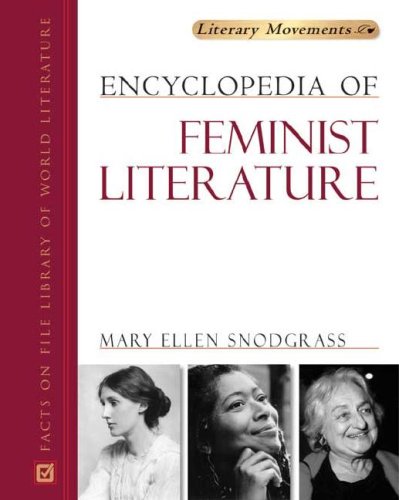 Literary Movements
ENCYCLOPEDIA OF
FEMINIST
LITERATURE
MARY ELLEN SNODGRASS
FACTS ON FILE LIBRARY OF WORLD LITERATURE